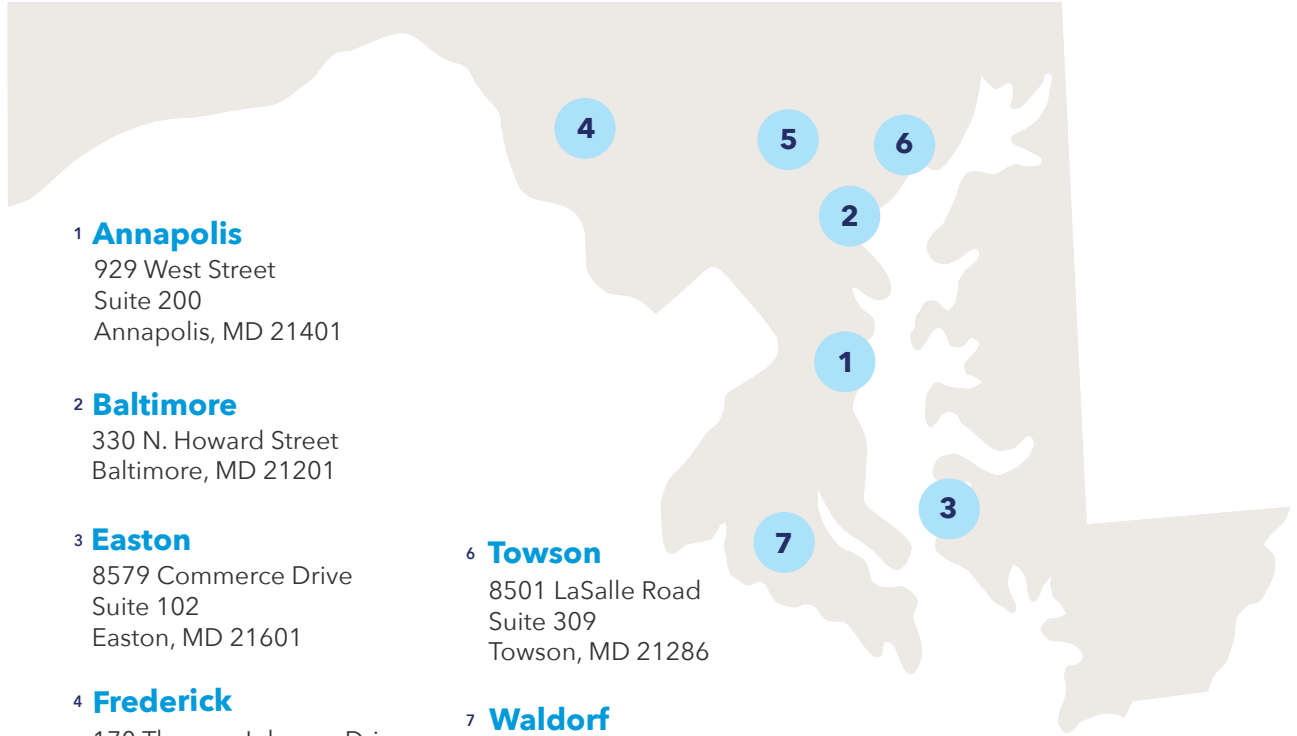 4
5
6
2
1
3
7
1 Annapolis
929 West Street
Suite 200
Annapolis, MD 21401
2 Baltimore
330 N. Howard Street
Baltimore, MD 21201
3 Easton
8579 Commerce Drive
Suite 102
Easton, MD 21601
4 Frederick
6 Towson
8501 LaSalle Road
Suite 309
Towson, MD 21286
7 Waldorf